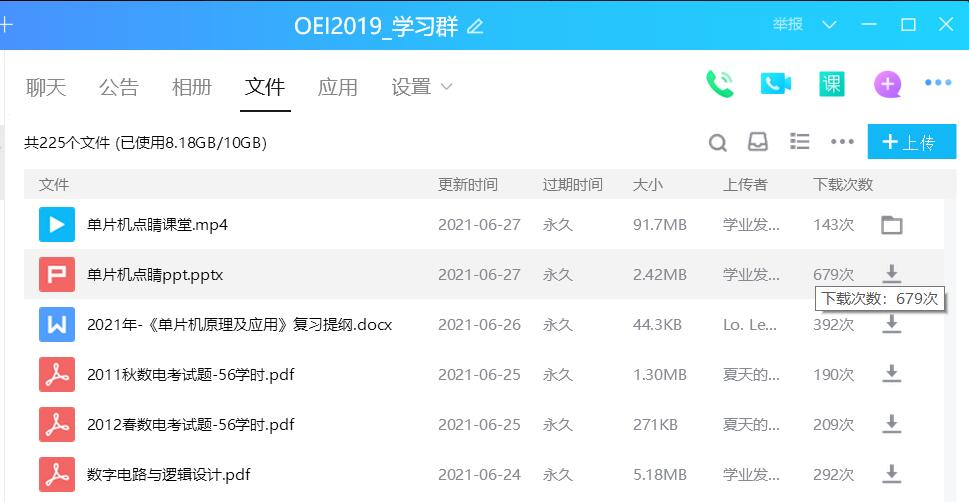 OEI2019_学习群
举报
聊天 公告 相册 文件 应用 设置
课
共225个文件 (已使用8.18GB/10GB)
上传
文件 更新时间 过期时间 大小 上传者 下载次数
单片机点睛课堂.mp4 2021-06-27 永久 91.7MB 学业发... 143次
单片机点睛ppt.pptx 2021-06-27 永久 2.42MB 学业发... 679次
下载次数：679次
2021年-《单片机原理及应用》复习提纲.docx 2021-06-26 永久 44.3KB Lo. Le... 392次
2011秋数电考试题-56学时.pdf 2021-06-25 永久 1.30MB 夏天的... 190次
2012春数电考试题-56学时.pdf 2021-06-25 永久 271KB 夏天的... 209次
数字电路与逻辑设计.pdf 2021-06-24 永久 5.18MB 学业发... 292次